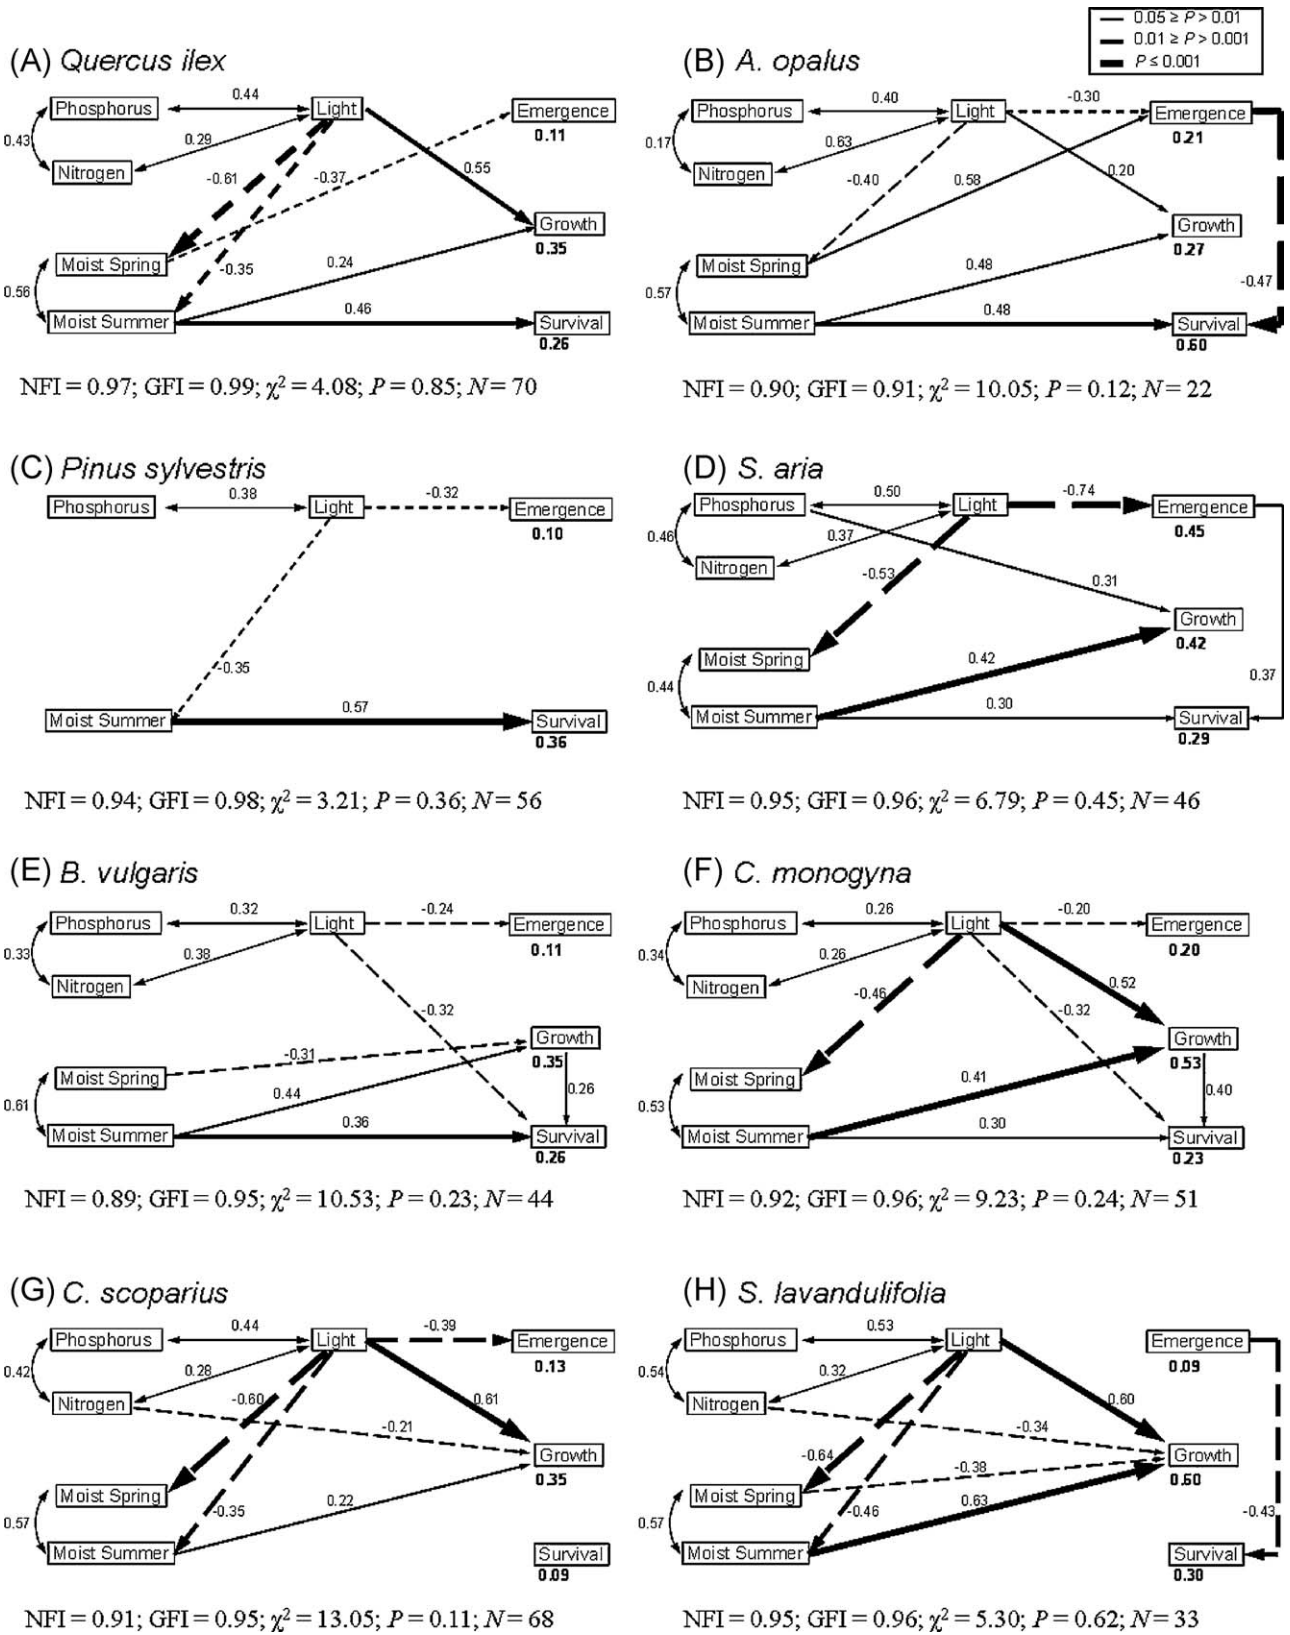 0.05 ≥ P > 0.01
0.01 ≥ P > 0.001
P ≤ 0.001
(A) Quercus ilex
Phosphorus
0.44
Light
Emergence
0.11
0.43
0.29
Nitrogen
-0.61
-0.37
0.55
Growth
0.35
Moist Spring
-0.35
0.24
0.56
0.46
Moist Summer
Survival
0.26
NFI = 0.97; GFI = 0.99; χ² = 4.08; P = 0.85; N = 70
(B) A. opalus
Phosphorus
0.40
Light
-0.30
Emergence
0.21
0.17
0.63
Nitrogen
-0.40
0.58
0.20
Growth
0.27
Moist Spring
0.48
-0.47
0.57
0.48
Moist Summer
Survival
0.60
NFI = 0.90; GFI = 0.91; χ² = 10.05; P = 0.12; N = 22
(C) Pinus sylvestris
Phosphorus
0.38
Light
-0.32
Emergence
0.10
-0.35
0.57
Moist Summer
Survival
0.36
NFI = 0.94; GFI = 0.98; χ² = 3.21; P = 0.36; N = 56
(D) S. aria
Phosphorus
0.50
Light
-0.74
Emergence
0.45
0.46
0.37
Nitrogen
-0.53
0.31
Growth
0.42
Moist Spring
0.42
0.37
0.44
0.30
Moist Summer
Survival
0.29
NFI = 0.95; GFI = 0.96; χ² = 6.79; P = 0.45; N = 46
(E) B. vulgaris
Phosphorus
0.32
Light
-0.24
Emergence
0.11
0.33
0.38
Nitrogen
-0.32
Growth
0.35
-0.31
Moist Spring
0.44
0.26
0.61
0.36
Moist Summer
Survival
0.26
NFI = 0.89; GFI = 0.95; χ² = 10.53; P = 0.23; N = 44
(F) C. monogyna
Phosphorus
0.26
Light
-0.20
Emergence
0.20
0.34
0.26
Nitrogen
-0.46
0.52
-0.32
Growth
0.53
Moist Spring
0.41
0.40
0.53
0.30
Moist Summer
Survival
0.23
NFI = 0.92; GFI = 0.96; χ² = 9.23; P = 0.24; N = 51
(G) C. scoparius
Phosphorus
0.44
Light
-0.39
Emergence
0.13
0.42
0.28
Nitrogen
-0.60
0.61
-0.21
Growth
0.35
Moist Spring
-0.35
0.22
0.57
Moist Summer
Survival
0.09
NFI = 0.91; GFI = 0.95; χ² = 13.05; P = 0.11; N = 68
(H) S. lavandulifolia
Phosphorus
0.53
Light
Emergence
0.09
0.54
0.32
Nitrogen
0.60
-0.34
-0.64
Growth
0.60
-0.38
Moist Spring
-0.46
0.63
-0.43
0.57
Moist Summer
Survival
0.30
NFI = 0.95; GFI = 0.96; χ² = 5.30; P = 0.62; N = 33